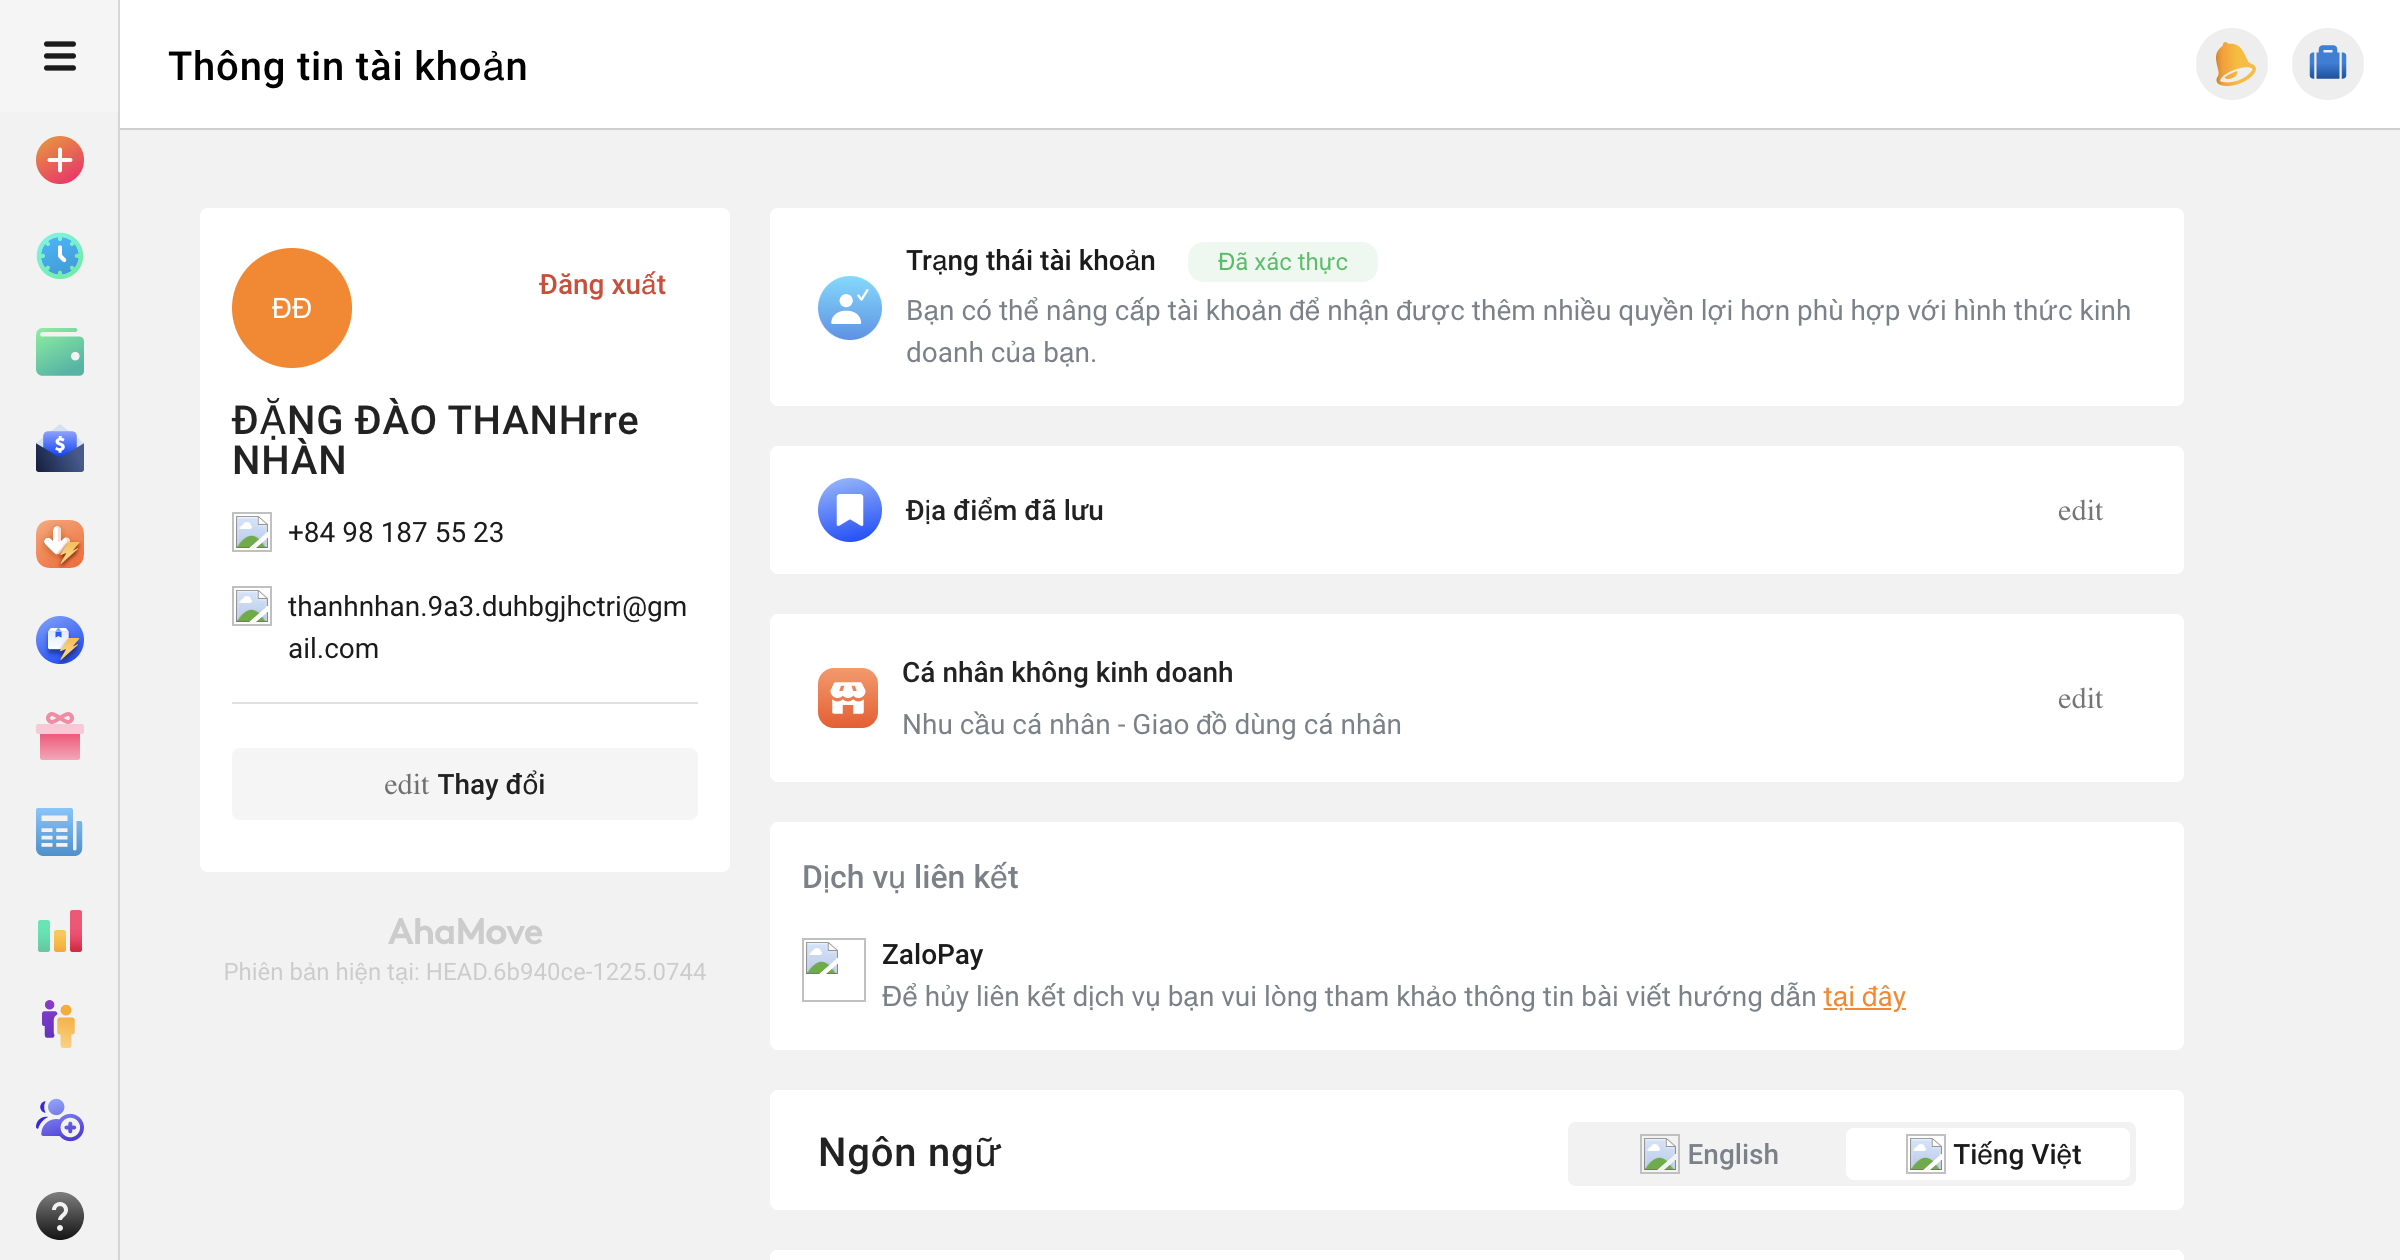 Thông tin tài khoản
ĐĐ
Đăng xuất
ĐẶNG ĐÀO THANHrre
NHÀN
+84 98 187 55 23
thanhnhan.9a3.duhbgjhctri@gm
ail.com
edit Thay đổi
AhaMove
Phiên bản hiện tại: HEAD.6b940ce-1225.0744
Trạng thái tài khoản
Đã xác thực
Bạn có thể nâng cấp tài khoản để nhận được thêm nhiều quyền lợi hơn phù hợp với hình thức kinh
doanh của bạn.
Địa điểm đã lưu
edit
Cá nhân không kinh doanh
Nhu cầu cá nhân - Giao đồ dùng cá nhân
edit
Dịch vụ liên kết
ZaloPay
Để hủy liên kết dịch vụ bạn vui lòng tham khảo thông tin bài viết hướng dẫn tại đây
Ngôn ngữ
English
Tiếng Việt